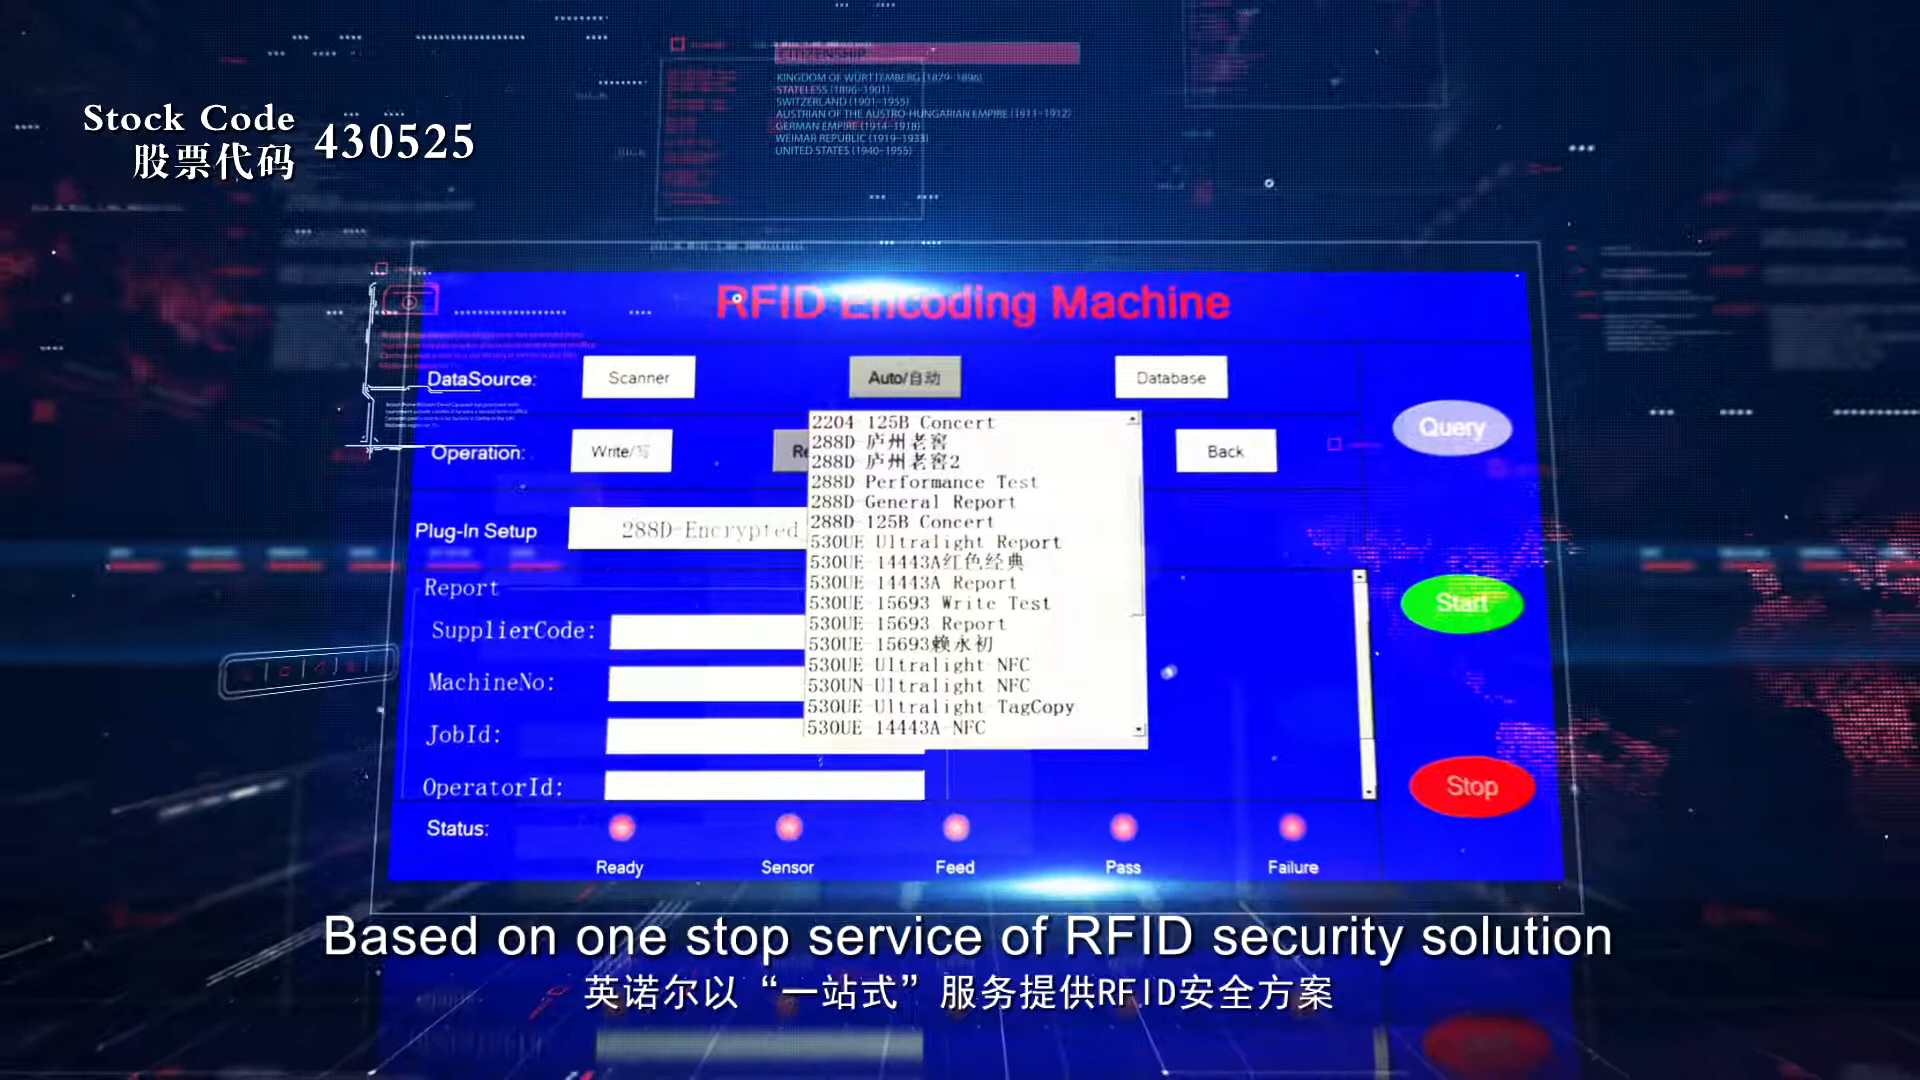 Stock Code
股票代码
430525
CITIZENSHIP
KINGDOM OF WÜRTTEMBERG (1879–1896)
STATELESS (1896–1901)
SWITZERLAND (1901–1955)
AUSTRIAN OF THE AUSTRO-HUNGARIAN EMPIRE (1911–1912)
GERMAN EMPIRE (1914–1918)
WEIMAR REPUBLIC (1919–1933)
UNITED STATES (1940–1955)
RFID Encoding Machine
DataSource: Scanner Auto/自动 Database
Operation: Write/写 Re Back
Query
Plug-In Setup 288D-Encrypted
2204-125B Concert
288D-庐州老窖
288D-庐州老窖2
288D-Performance Test
288D-General Report
288D-125B Concert
530UE-Ultralight Report
530UE-14443A红色经典
530UE-14443A Report
530UE-15693 Write Test
530UE-15693 Report
530UE-15693赖永初
530UE-Ultralight NFC
530UN-Ultralight NFC
530UE-Ultralight-TagCopy
530UE-14443A-NFC
Report
SupplierCode:
MachineNo:
JobId:
OperatorId:
Start
Stop
Status:
Ready Sensor Feed Pass Failure
Based on one stop service of RFID security solution
英诺尔以“一站式”服务提供RFID安全方案